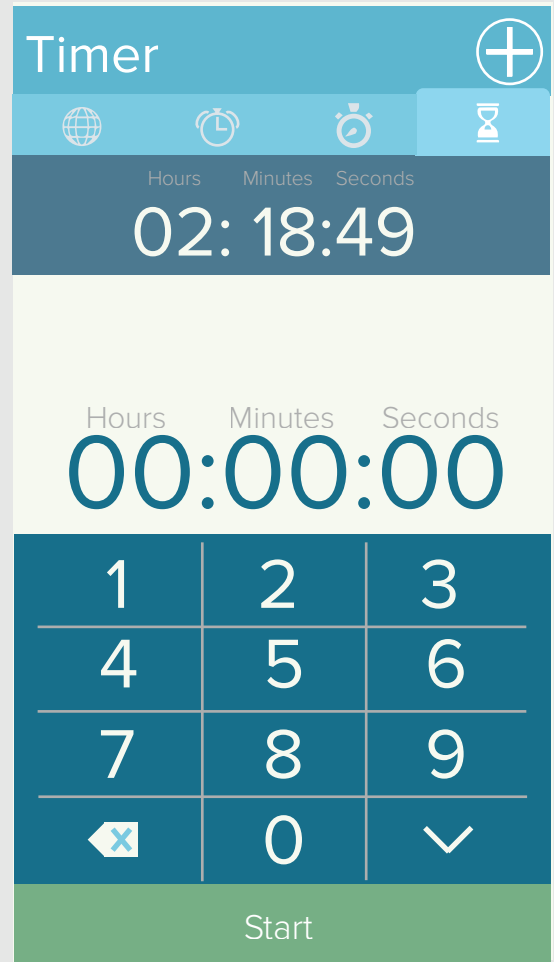 Timer
Hours Minutes Seconds
02: 18:49
Hours Minutes Seconds
00:00:00
1 2 3
4 5 6
7 8 9
0
Start